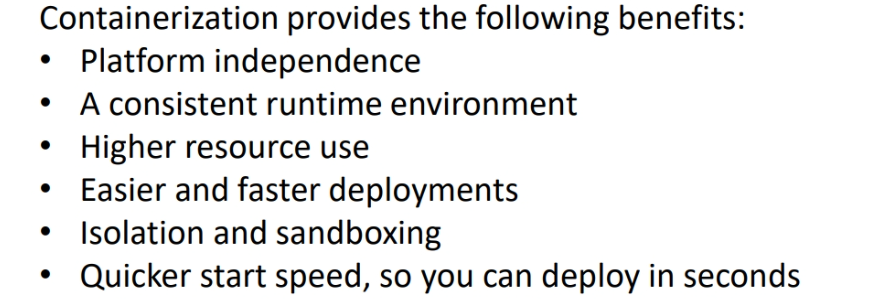 Containerization provides the following benefits:
• Platform independence
• A consistent runtime environment
• Higher resource use
• Easier and faster deployments
• Isolation and sandboxing
• Quicker start speed, so you can deploy in seconds